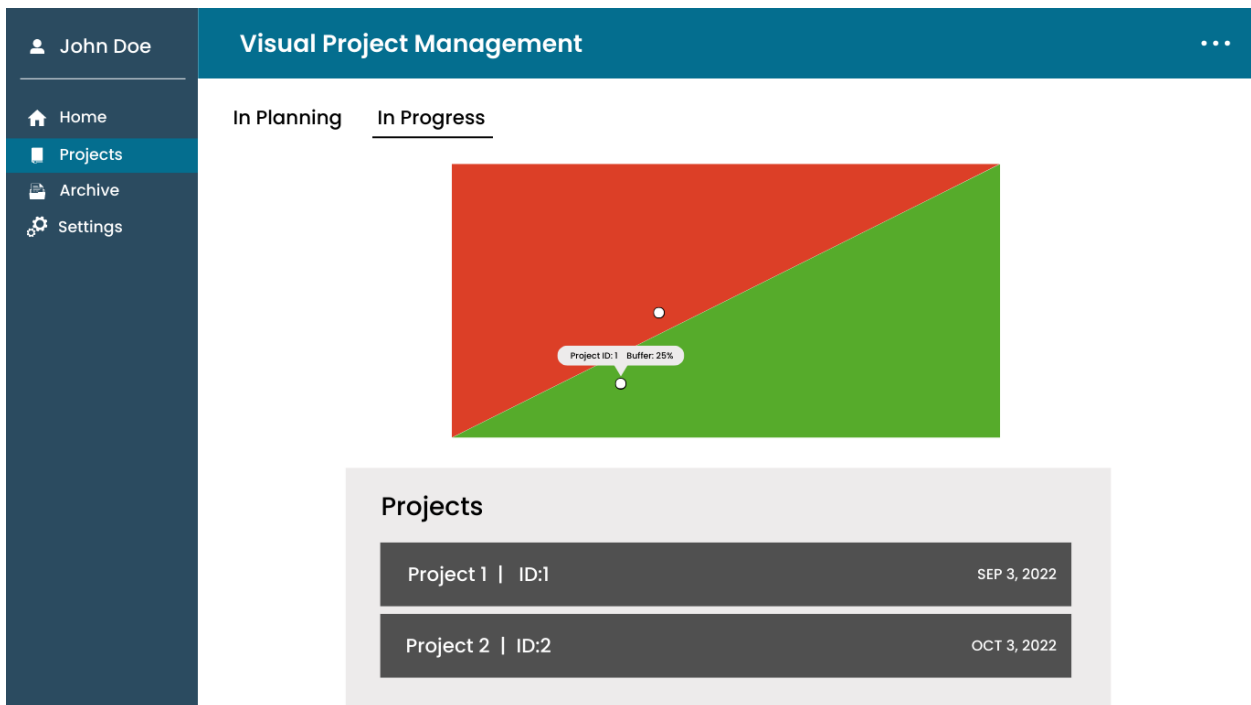 John Doe
Visual Project Management
Home
Projects
Archive
Settings
In Planning
In Progress
Project ID: 1 Buffer: 25%
Projects
Project 1 | ID:1
SEP 3, 2022
Project 2 | ID:2
OCT 3, 2022